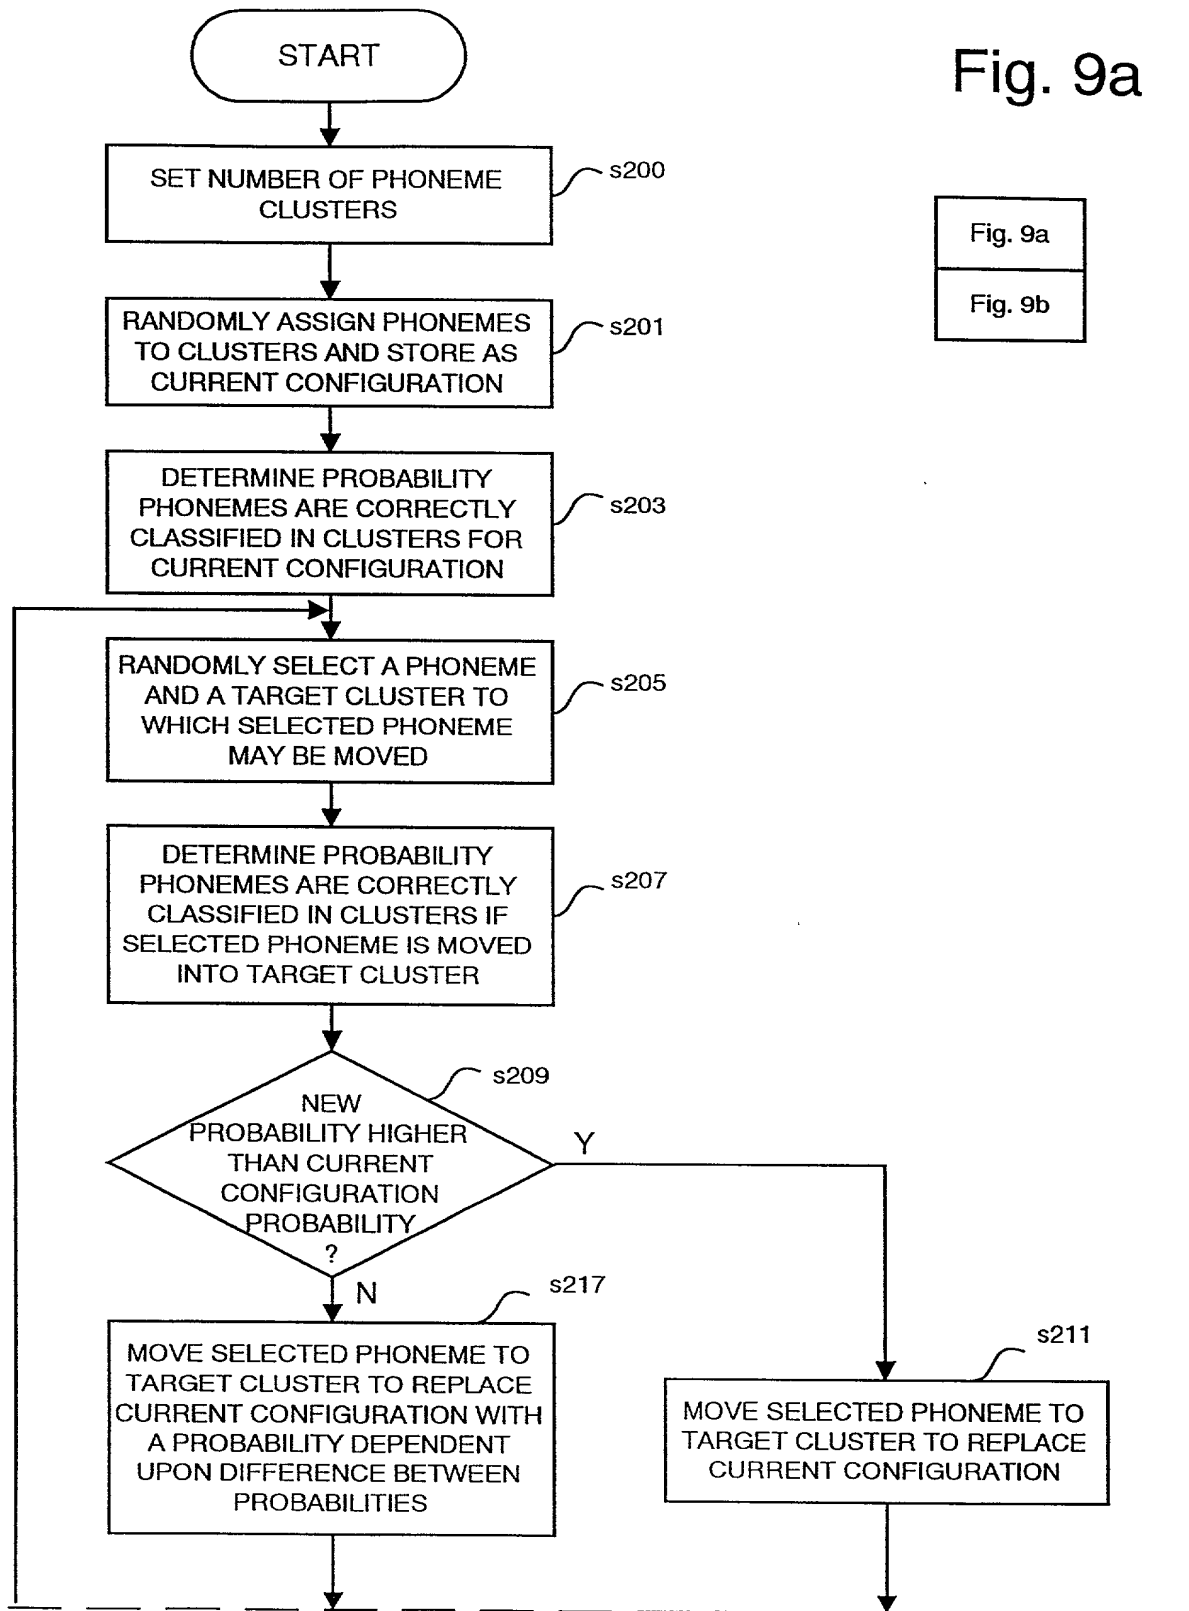 START
Fig. 9a
SET NUMBER OF PHONEME
CLUSTERS
s200
Fig. 9a
Fig. 9b
RANDOMLY ASSIGN PHONEMES
TO CLUSTERS AND STORE AS
CURRENT CONFIGURATION
s201
DETERMINE PROBABILITY
PHONEMES ARE CORRECTLY
CLASSIFIED IN CLUSTERS FOR
CURRENT CONFIGURATION
s203
RANDOMLY SELECT A PHONEME
AND A TARGET CLUSTER TO
WHICH SELECTED PHONEME
MAY BE MOVED
s205
DETERMINE PROBABILITY
PHONEMES ARE CORRECTLY
CLASSIFIED IN CLUSTERS IF
SELECTED PHONEME IS MOVED
INTO TARGET CLUSTER
s207
NEW
PROBABILITY HIGHER
THAN CURRENT
CONFIGURATION
PROBABILITY
?
s209
Y
N
MOVE SELECTED PHONEME TO
TARGET CLUSTER TO REPLACE
CURRENT CONFIGURATION WITH
A PROBABILITY DEPENDENT
UPON DIFFERENCE BETWEEN
PROBABILITIES
s217
MOVE SELECTED PHONEME TO
TARGET CLUSTER TO REPLACE
CURRENT CONFIGURATION
s211